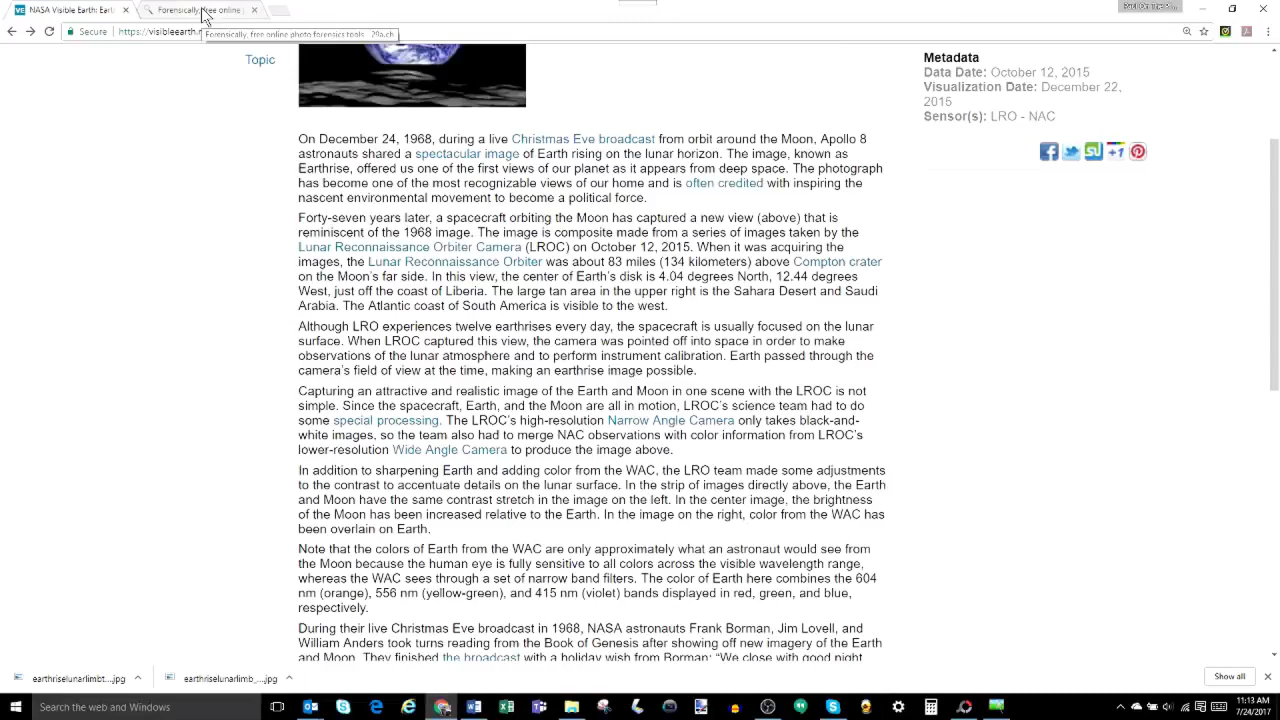 NASA Visible Earth: Eart
Forensically, free online
Secure
https://visibleearth.n
Forensically, free online photo forensics tools - 29a.ch
Topic
On December 24, 1968, during a live Christmas Eve broadcast from orbit around the Moon, Apollo 8
astronauts shared a spectacular image of Earth rising on the lunar horizon. The image, known as
Earthrise, offered us one of the first views of our planet as it appears from deep space. The photograph
has become one of the most recognizable views of our home and is often credited with inspiring the
nascent environmental movement to become a political force.
Forty-seven years later, a spacecraft orbiting the Moon has captured a new view (above) that is
reminiscent of the 1968 image. The image is composite made from a series of images taken by the
Lunar Reconnaissance Orbiter Camera (LROC) on October 12, 2015. When it was acquiring the
images, the Lunar Reconnaissance Orbiter was about 83 miles (134 kilometers) above Compton crater
on the Moon's far side. In this view, the center of Earth's disk is 4.04 degrees North, 12.44 degrees
West, just off the coast of Liberia. The large tan area in the upper right is the Sahara Desert and Saudi
Arabia. The Atlantic coast of South America is visible to the west.
Although LRO experiences twelve earthrises every day, the spacecraft is usually focused on the lunar
surface. When LROC captured this view, the camera was pointed off into space in order to make
observations of the lunar atmosphere and to perform instrument calibration. Earth passed through the
camera's field of view at the time, making an earthrise image possible.
Capturing an attractive and realistic image of the Earth and Moon in one scene with the LROC is not
simple. Since the spacecraft, Earth, and the Moon are all in motion, LROC's science team had to do
some special processing. The LROC's high-resolution Narrow Angle Camera only takes black-and-
white images, so the team also had to merge NAC observations with color information from LROC's
lower-resolution Wide Angle Camera to produce the image above.
In addition to sharpening Earth and adding color from the WAC, the LRO team made some adjustments
to the contrast to accentuate details on the lunar surface. In the strip of images directly above, the Earth
and Moon have the same contrast stretch in the image on the left. In the center image, the brightness
of the Moon has been increased relative to the Earth. In the image on the right, color from the WAC has
been overlain on Earth.
Note that the colors of Earth from the WAC are only approximately what an astronaut would see from
the Moon because the human eye is fully sensitive to all colors across the visible wavelength range,
whereas the WAC sees through a set of narrow band filters. The color of Earth here combines the 604
nm (orange), 556 nm (yellow-green), and 415 nm (violet) bands displayed in red, green, and blue,
respectively.
During their live Christmas Eve broadcast in 1968, NASA astronauts Frank Borman, Jim Lovell, and
William Anders took turns reading from the Book of Genesis after showing off new imagery of the Earth
and Moon. They finished the broadcast with a holiday wish from Borman: "We close with good night
Metadata
Data Date: October 12, 2015
Visualization Date: December 22,
2015
Sensor(s): LRO - NAC
earthriselunarlimbt....jpg
earthriselunarlimb_...jpg
Show all
Search the web and Windows
11:13 AM
7/24/2017